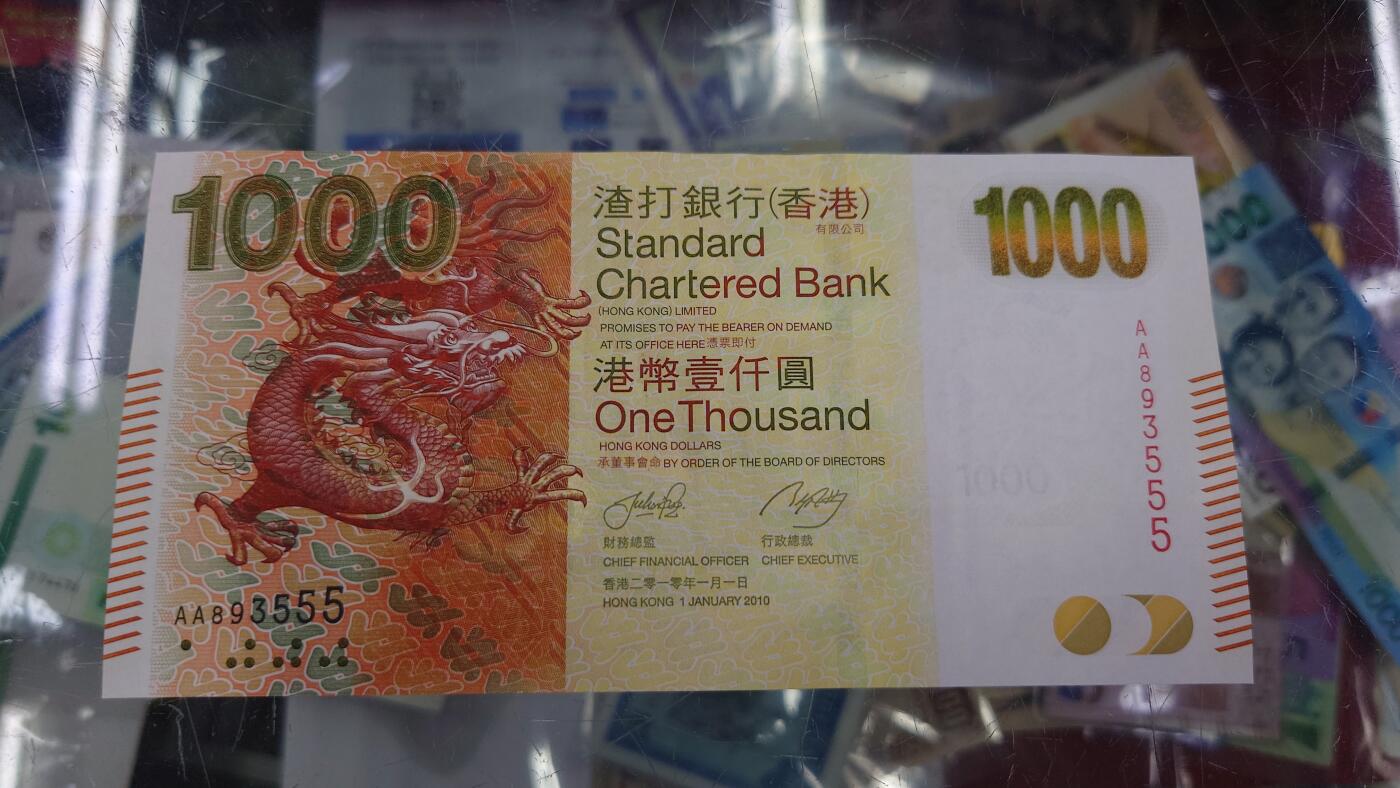 1000
渣打銀行(香港)
有限公司
Standard
Chartered Bank
(HONG KONG) LIMITED
PROMISES TO PAY THE BEARER ON DEMAND
AT ITS OFFICE HERE憑票即付
港幣壹仟圓
One Thousand
HONG KONG DOLLARS
承董事會命 BY ORDER OF THE BOARD OF DIRECTORS
財務總監 行政總裁
CHIEF FINANCIAL OFFICER CHIEF EXECUTIVE
香港二零一零年一月一日
HONG KONG 1 JANUARY 2010
AA893555
1000
AA893555
1000